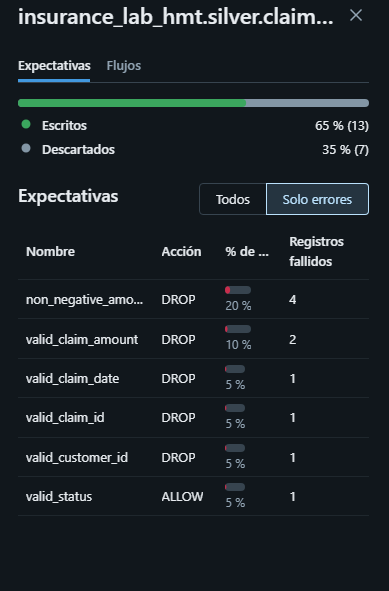 insurance_lab_hmt.silver.claim...
Expectativas Flujos
Escritos 65 % (13)
Descartados 35 % (7)
Expectativas Todos Solo errores
Nombre Acción % de ... Registros fallidos
non_negative_amo... DROP 20 % 4
valid_claim_amount DROP 10 % 2
valid_claim_date DROP 5 % 1
valid_claim_id DROP 5 % 1
valid_customer_id DROP 5 % 1
valid_status ALLOW 5 % 1